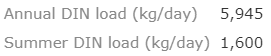 Annual DIN load (kg/day) 5,945
Summer DIN load (kg/day) 1,600